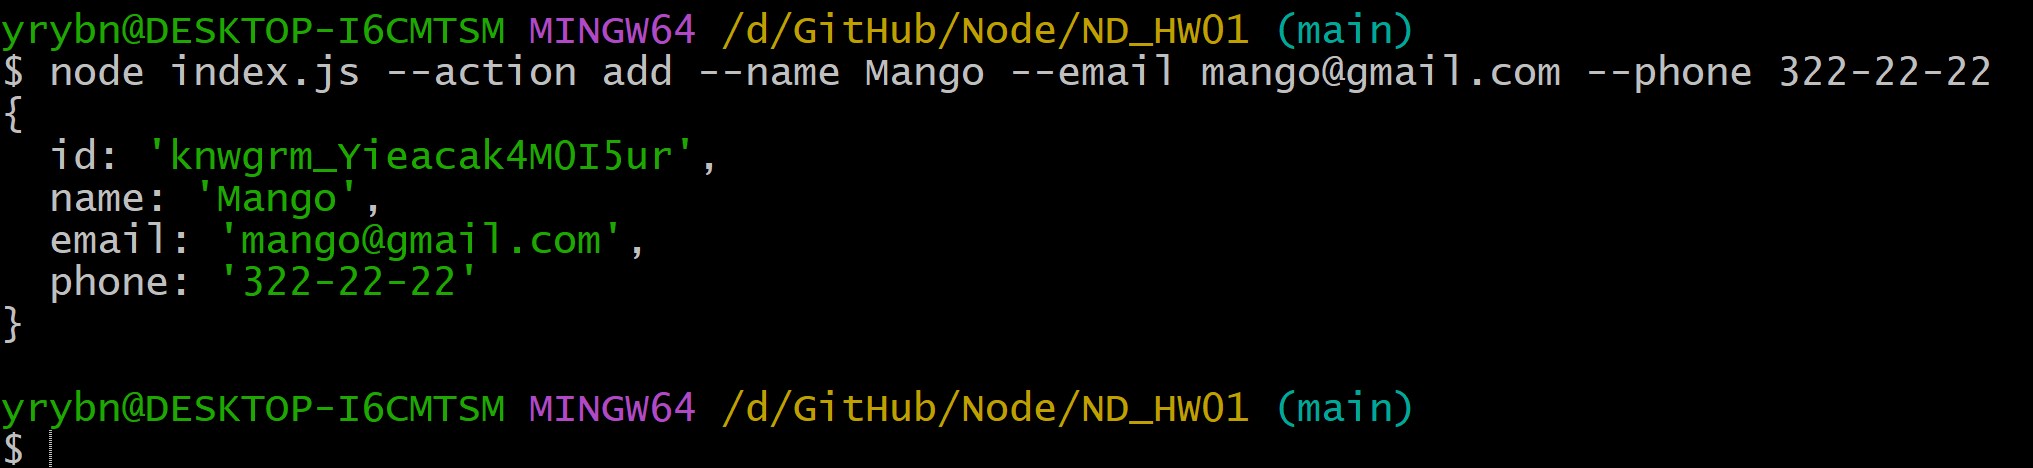 yrybn@DESKTOP-I6CMTSM MINGW64 /d/GitHub/Node/ND_HW01 (main)
$ node index.js --action add --name Mango --email mango@gmail.com --phone 322-22-22
{
  id: 'knwgrm_Yieacak4MOI5ur',
  name: 'Mango',
  email: 'mango@gmail.com',
  phone: '322-22-22'
}

yrybn@DESKTOP-I6CMTSM MINGW64 /d/GitHub/Node/ND_HW01 (main)
$